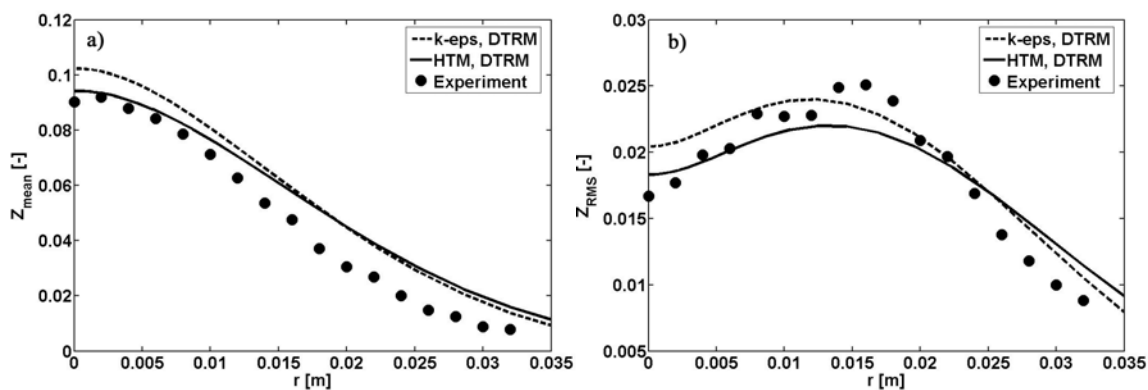 a)
k-eps, DTRM
HTM, DTRM
Experiment
0.12
0.1
0.08
0.06
0.04
0.02
0
Z_mean [-]
0 0.005 0.01 0.015 0.02 0.025 0.03 0.035
r [m]
b)
k-eps, DTRM
HTM, DTRM
Experiment
0.03
0.025
0.02
0.015
0.01
0.005
Z_RMS [-]
0 0.005 0.01 0.015 0.02 0.025 0.03 0.035
r [m]